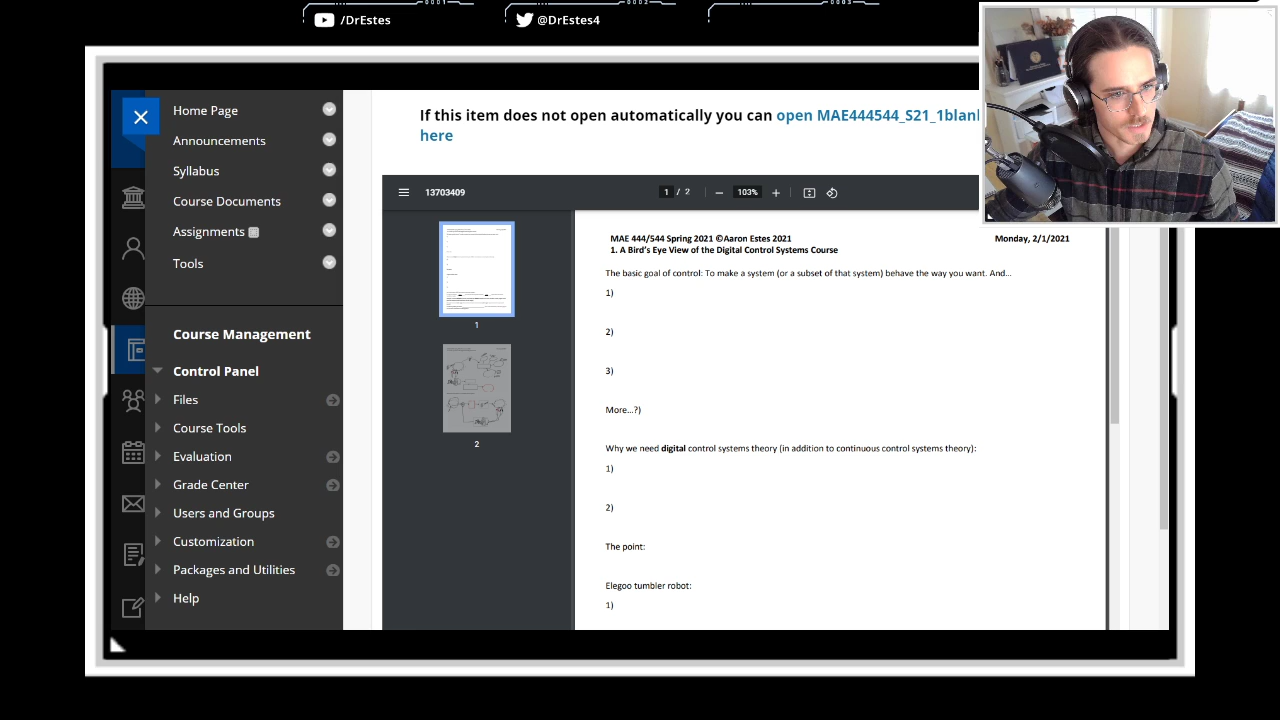 0001
0002
0003
/DrEstes
@DrEstes4
Home Page
Announcements
Syllabus
Course Documents
Assignments
Tools
Course Management
Control Panel
Files
Course Tools
Evaluation
Grade Center
Users and Groups
Customization
Packages and Utilities
Help
If this item does not open automatically you can open MAE444544_S21_1blan
here
13703409
1 / 2
103%
1
2
MAE 444/544 Spring 2021 ©Aaron Estes 2021
Monday, 2/1/2021
1. A Bird's Eye View of the Digital Control Systems Course
The basic goal of control: To make a system (or a subset of that system) behave the way you want. And...
1)
2)
3)
More...?)
Why we need digital control systems theory (in addition to continuous control systems theory):
1)
2)
The point:
Elegoo tumbler robot:
1)